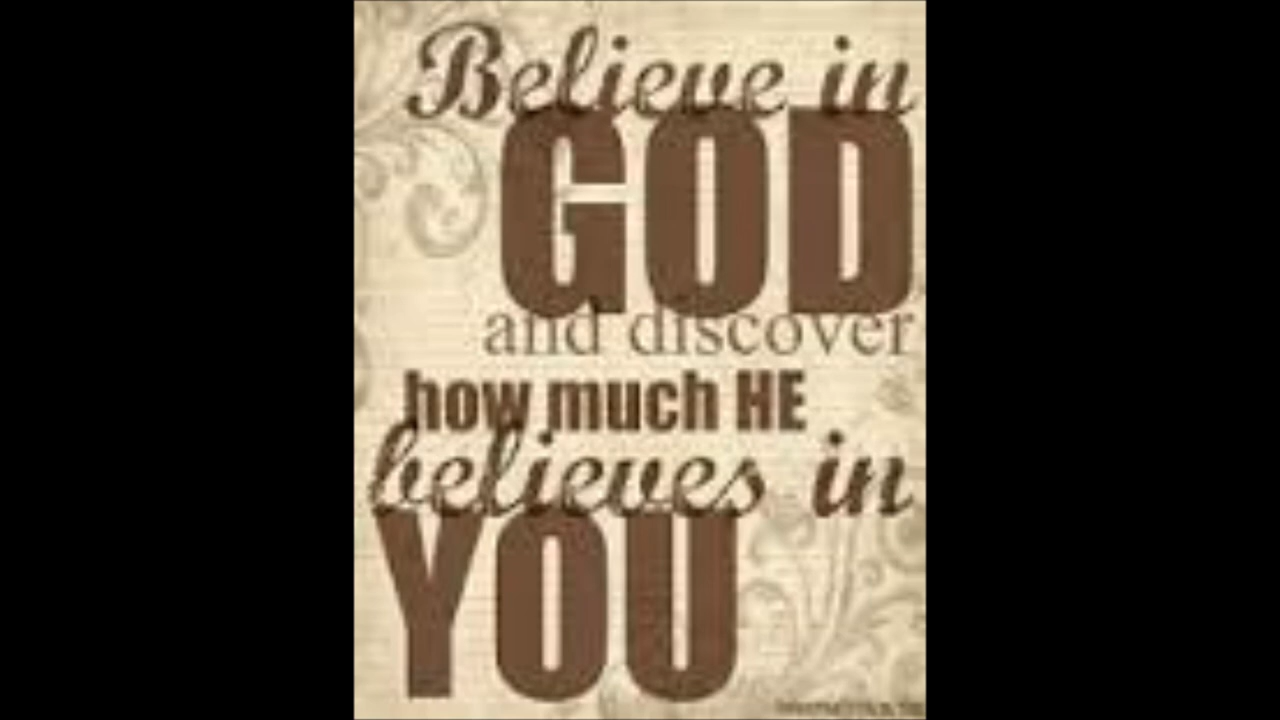 Believe in
GOD
and discover
how much HE
believes in
YOU